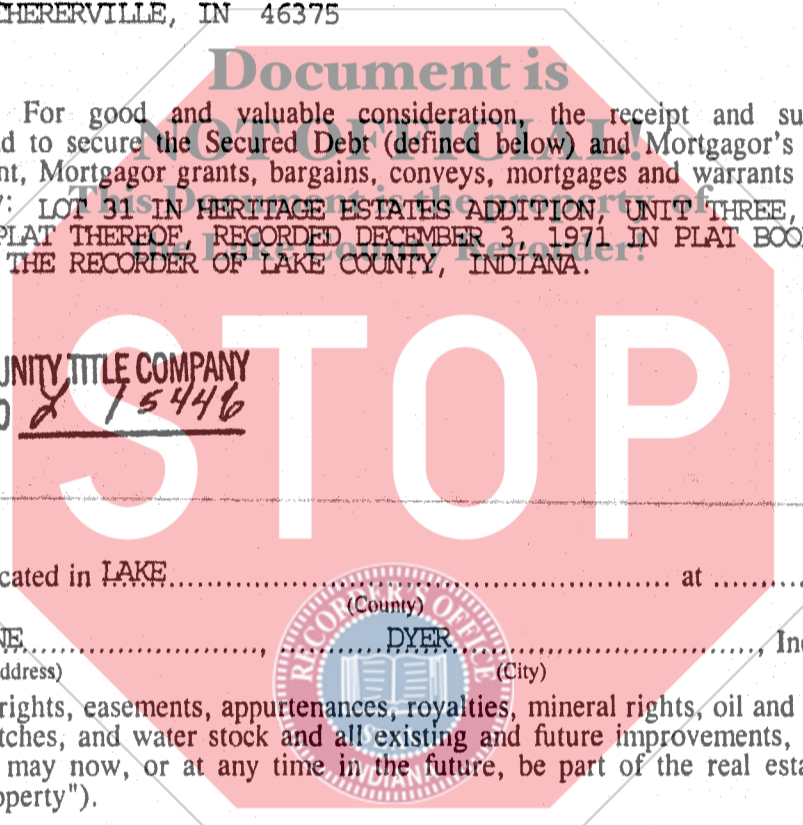 CHERERVILLE, IN 46375
Document is
For good and valuable consideration, the receipt and su
NOT OFFICIAL!
d to secure the Secured Debt (defined below) and Mortgagor's
nt, Mortgagor grants, bargains, conveys, mortgages and warrants
This Document is the property of
: LOT 31 IN HERITAGE ESTATES ADDITION, UNIT THREE,
PLAT THEREOF, RECORDED DECEMBER 3, 1971 IN PLAT BOO
the Lake County Recorder!
THE RECORDER OF LAKE COUNTY, INDIANA.
STOP
UNITY TITLE COMPANY
O 2 15446
cated in LAKE at
(County)
NE, DYER, Ind
ddress) (City)
RECORDER'S OFFICE
rights, easements, appurtenances, royalties, mineral rights, oil and
tches, and water stock and all existing and future improvements,
may now, or at any time in the future, be part of the real esta
operty").
INDIANA